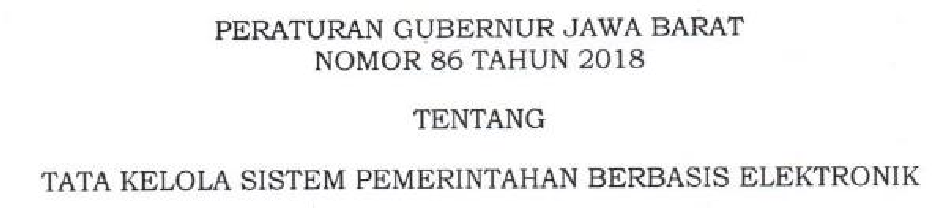 PERATURAN GUBERNUR JAWA BARAT
NOMOR 86 TAHUN 2018
TENTANG
TATA KELOLA SISTEM PEMERINTAHAN BERBASIS ELEKTRONIK